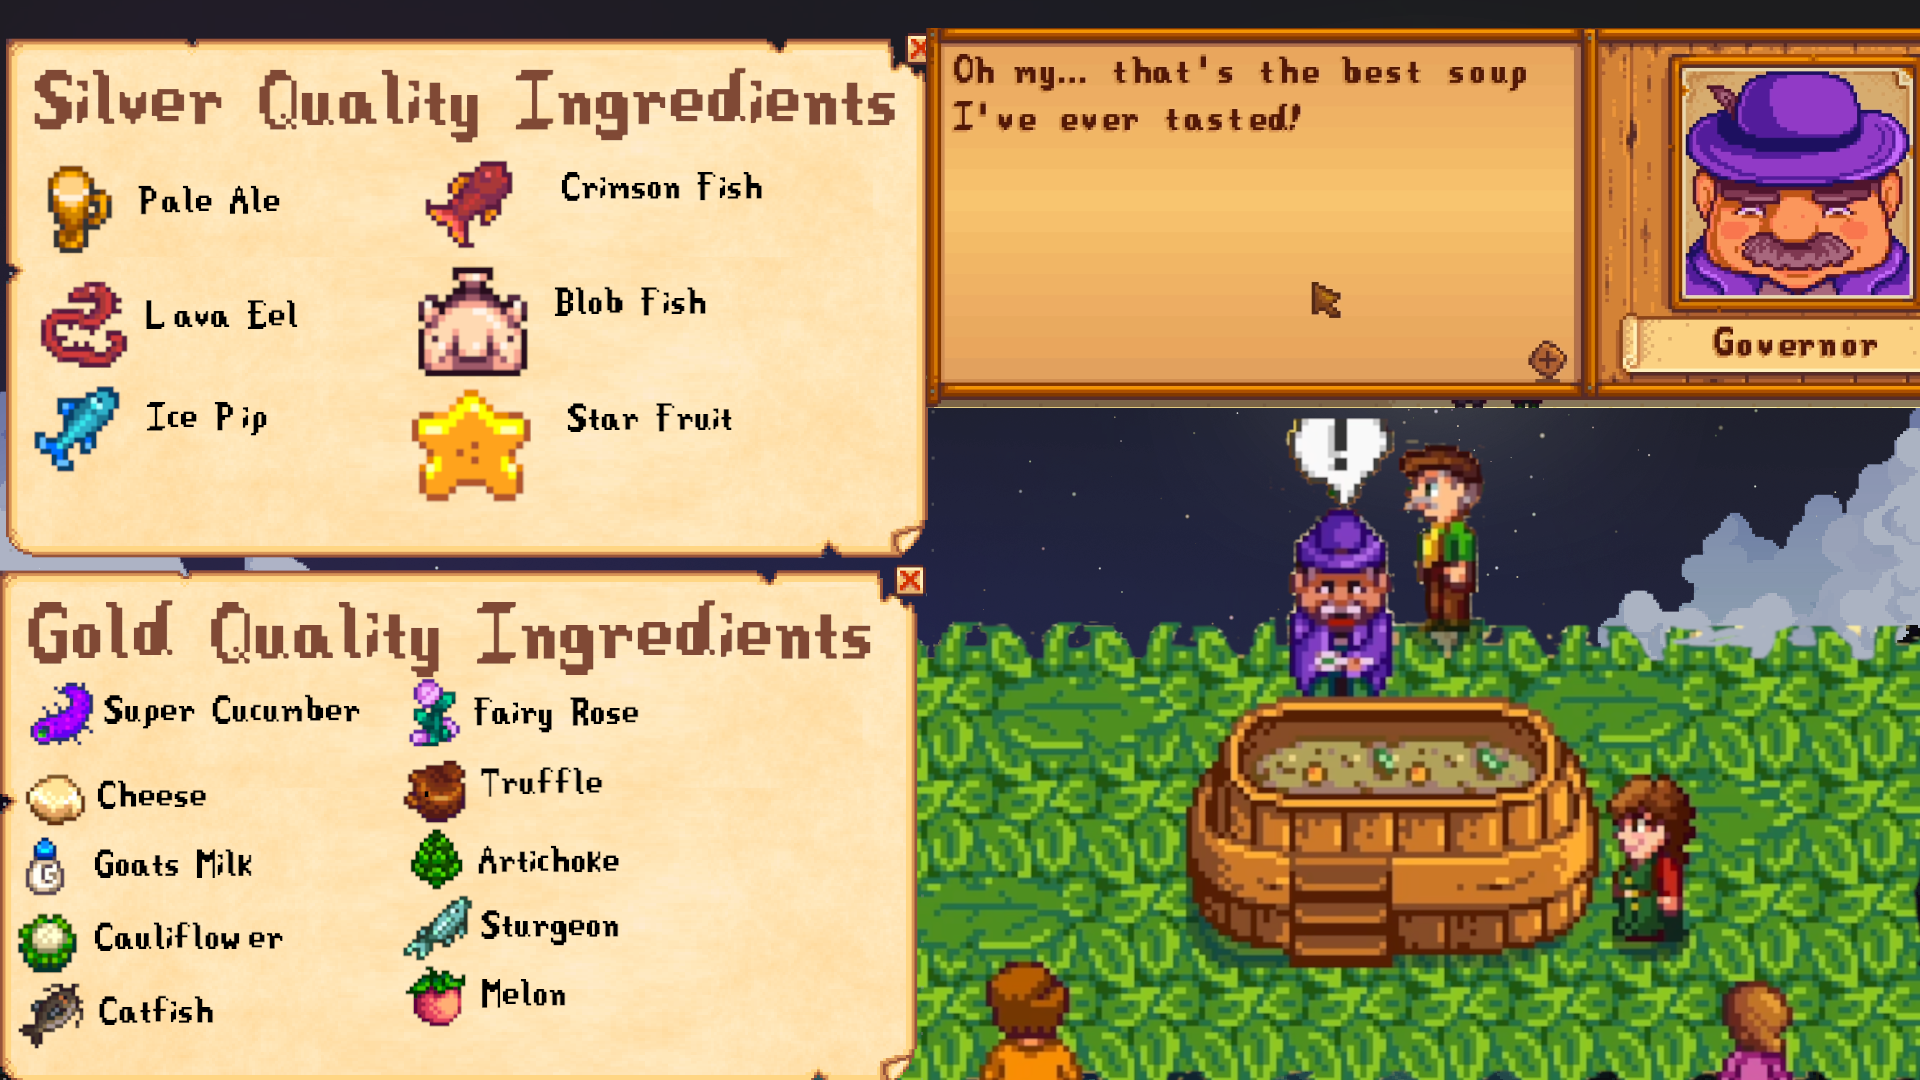 Silver Quality Ingredients
Pale Ale
Crimson Fish
Lava Eel
Blob Fish
Ice Pip
Star Fruit
Gold Quality Ingredients
Super Cucumber
Fairy Rose
Cheese
Truffle
Goats Milk
Artichoke
Cauliflower
Sturgeon
Catfish
Melon
Oh my... that's the best soup
I've ever tasted!
Governor
!